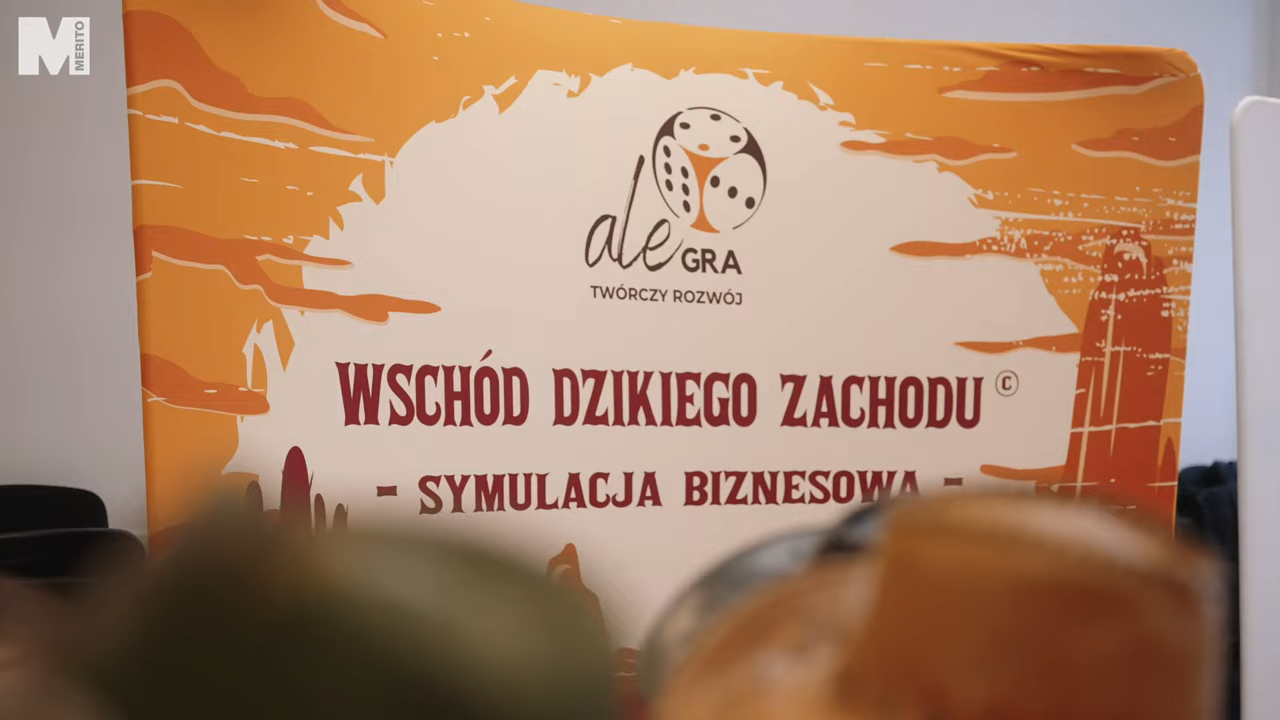 M MERITO
ale GRA
TWÓRCZY ROZWÓJ
WSCHÓD DZIKIEGO ZACHODU ©
- SYMULACJA BIZNESOWA -